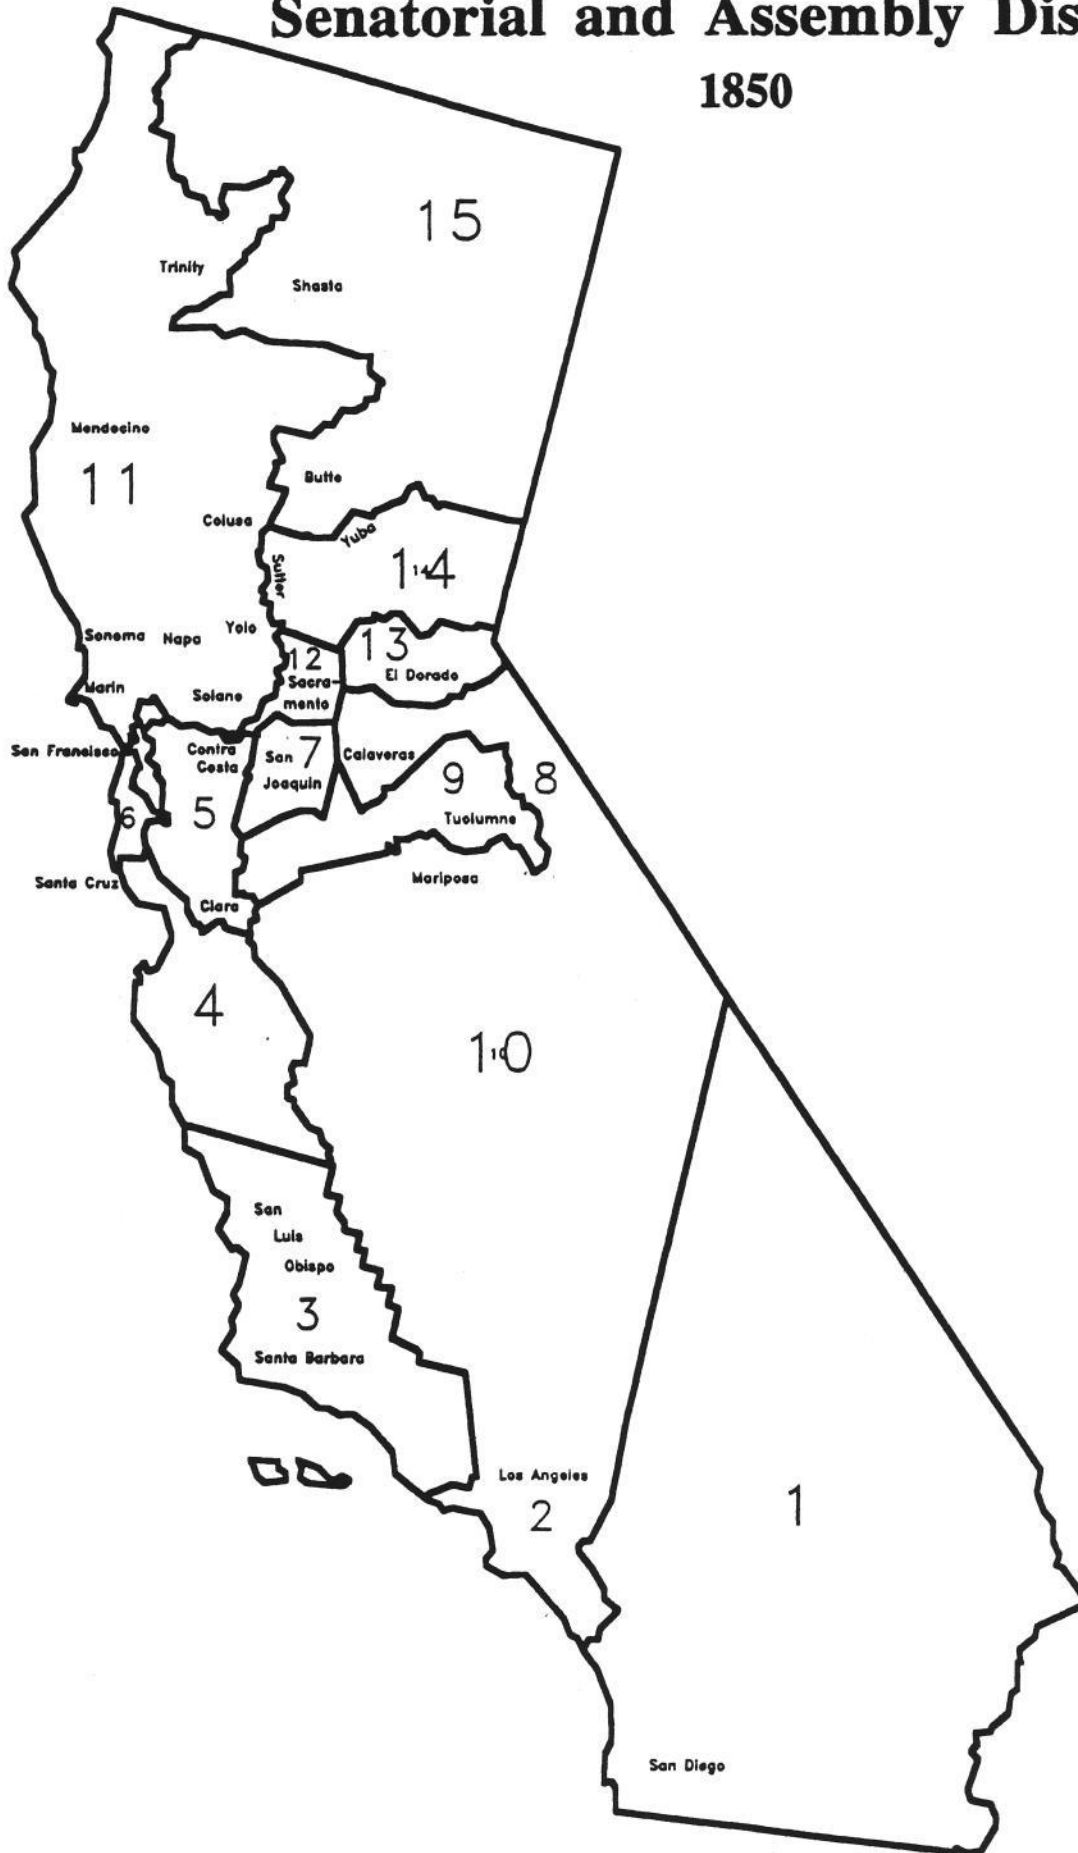 Senatorial and Assembly Dis
1850
15
Trinity
Shasta
Mendocino
11
Butte
Colusa
Yuba
Sutter
14
14
Yolo
Sonoma
Napa
13
12
El Dorado
Sacra-
mento
Marin
Solano
San Francisco
Contra
Costa
San
7
Joaquin
Calaveras
9
8
Tuolumne
6
5
Mariposa
Santa Cruz
Clara
4
10
10
San
Luis
Obispo
3
Santa Barbara
Los Angeles
2
1
San Diego